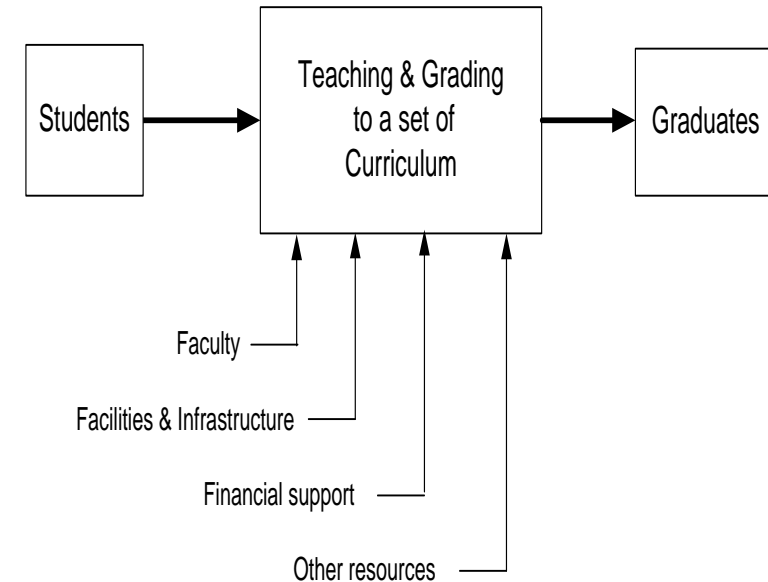 Students
Teaching & Grading
to a set of
Curriculum
Graduates
Faculty
Facilities & Infrastructure
Financial support
Other resources